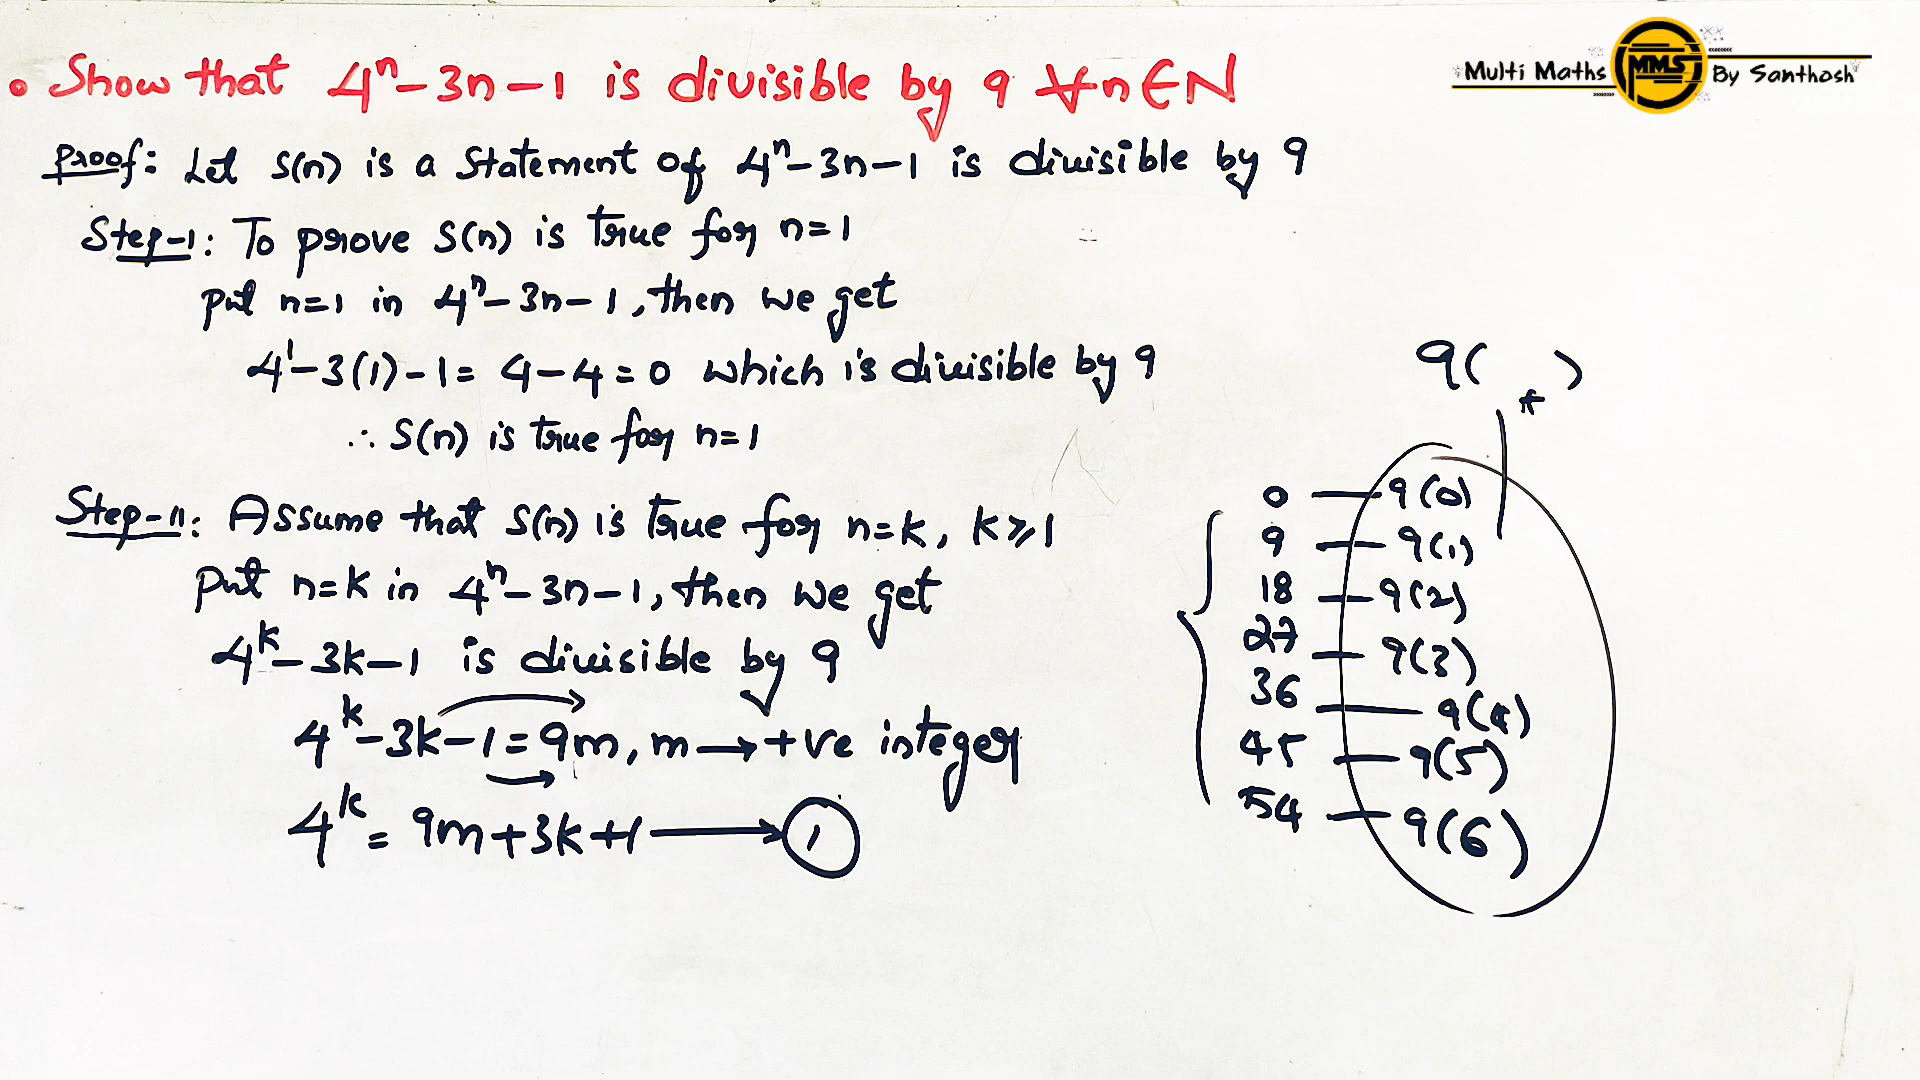 • Show that 4ⁿ-3n-1 is divisible by 9 ∀n∈N
Multi Maths MMS By Santhosh
Proof: Let S(n) is a Statement of 4ⁿ-3n-1 is divisible by 9
Step-I: To prove S(n) is true for n=1
Put n=1 in 4ⁿ-3n-1, then we get
4¹-3(1)-1= 4-4=0 which is divisible by 9
∴ S(n) is true for n=1
Step-II: Assume that S(n) is true for n=k, k≥1
Put n=k in 4ⁿ-3n-1, then we get
4ᵏ-3k-1 is divisible by 9
4ᵏ-3k-1=9m, m→+ve integer
4ᵏ=9m+3k+1→①
9( )
0 — 9(0)
9 — 9(1)
18 — 9(2)
27 — 9(3)
36 — 9(4)
45 — 9(5)
54 — 9(6)